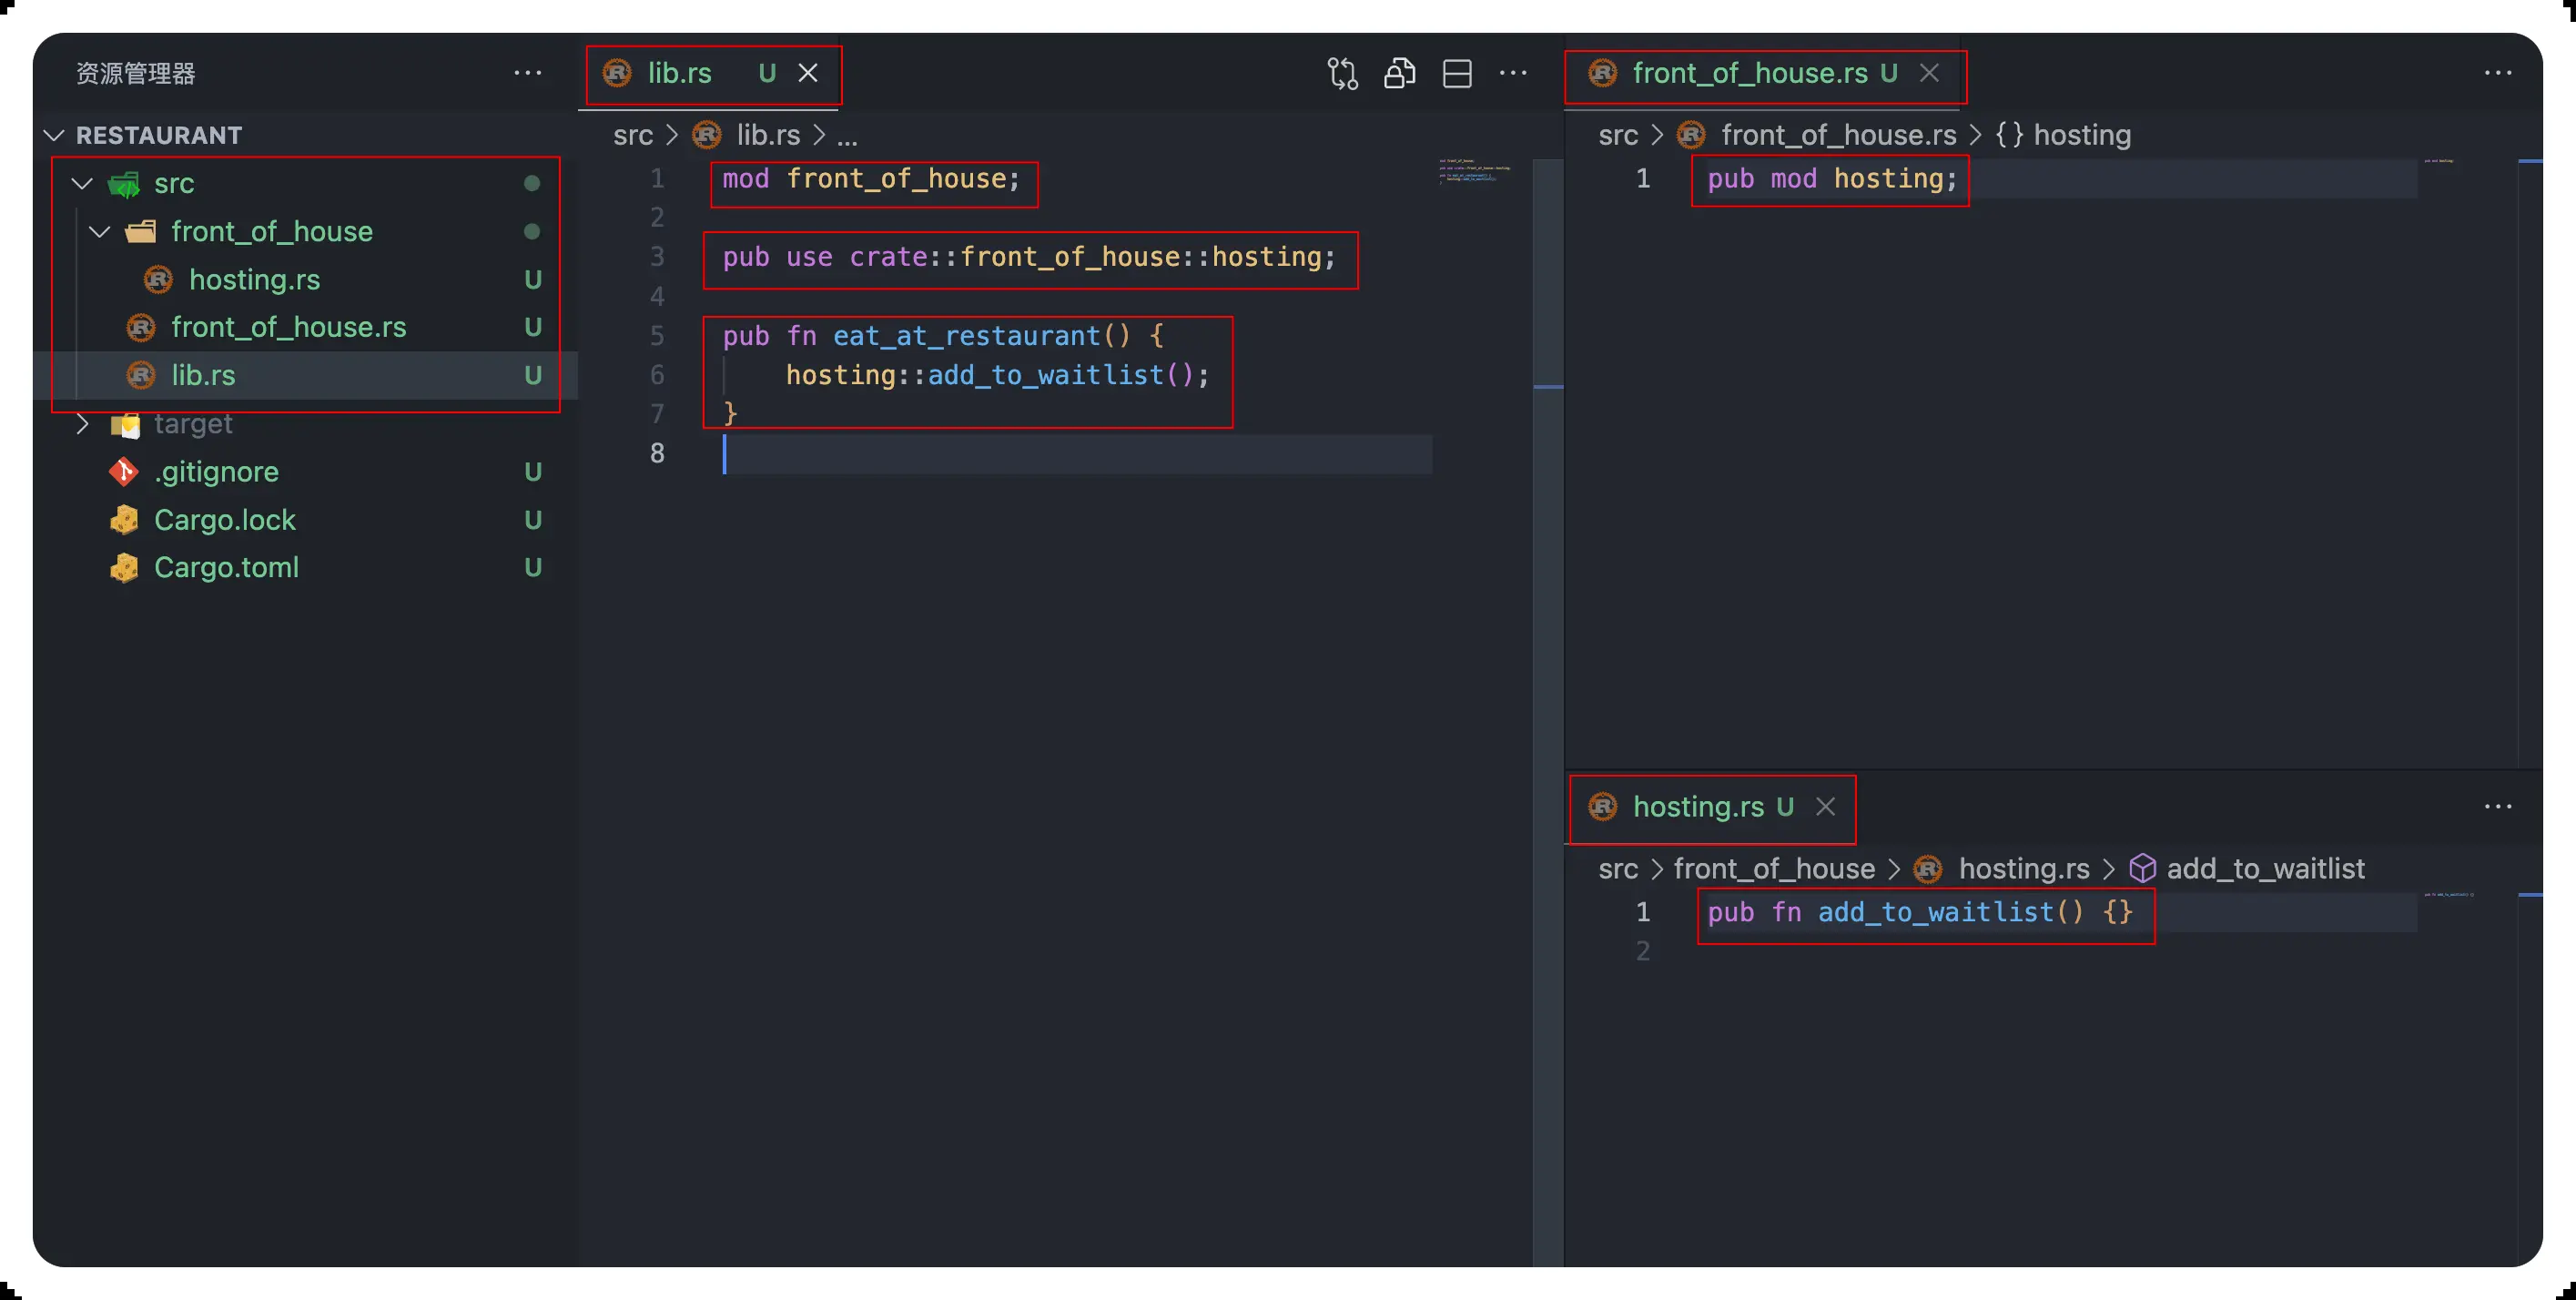 资源管理器
RESTAURANT
src
front_of_house
hosting.rs U
front_of_house.rs U
lib.rs U
target
.gitignore U
Cargo.lock U
Cargo.toml U
lib.rs U
src > lib.rs > ...
1 mod front_of_house;
2
3 pub use crate::front_of_house::hosting;
4
5 pub fn eat_at_restaurant() {
6 hosting::add_to_waitlist();
7 }
8
front_of_house.rs U
src > front_of_house.rs > {} hosting
1 pub mod hosting;
hosting.rs U
src > front_of_house > hosting.rs > add_to_waitlist
1 pub fn add_to_waitlist() {}
2